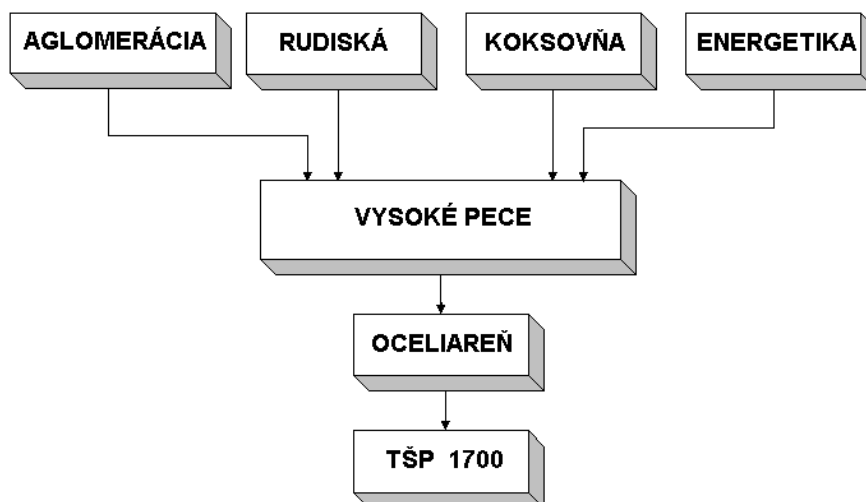 AGLOMERÁCIA
RUDISKÁ
KOKSOVŇA
ENERGETIKA
VYSOKÉ PECE
OCELIAREŇ
TŠP 1700